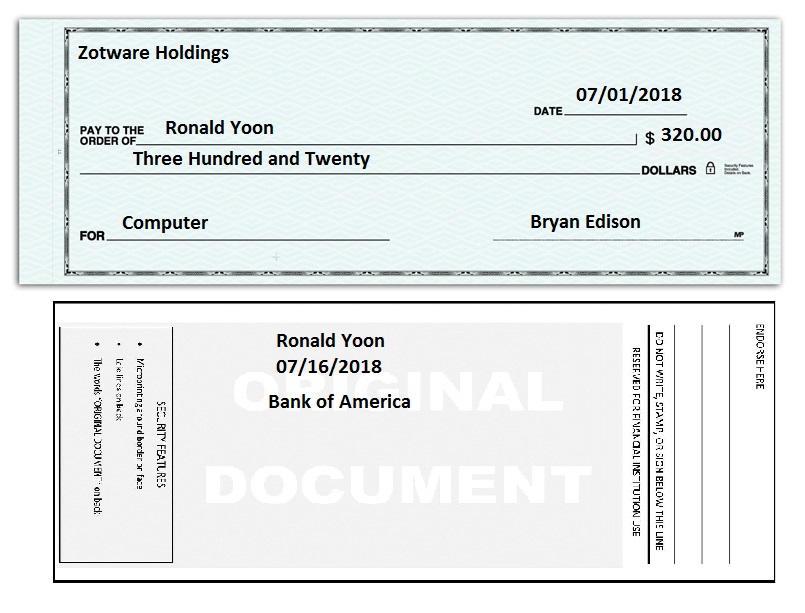 Zotware Holdings
DATE 07/01/2018
PAY TO THE
ORDER OF Ronald Yoon $ 320.00
Three Hundred and Twenty DOLLARS
Security Features
Included.
Details on Back.
FOR Computer Bryan Edison MP
Ronald Yoon
07/16/2018
Bank of America
ORIGINAL
DOCUMENT
SECURITY FEATURES
Microprinting around border on face
lines on back
The words "ORIGINAL DOCUMENT" on back
RESERVED FOR FINANCIAL INSTITUTION USE
DO NOT WRITE, STAMP, OR SIGN BELOW THIS LINE
ENDORSE HERE